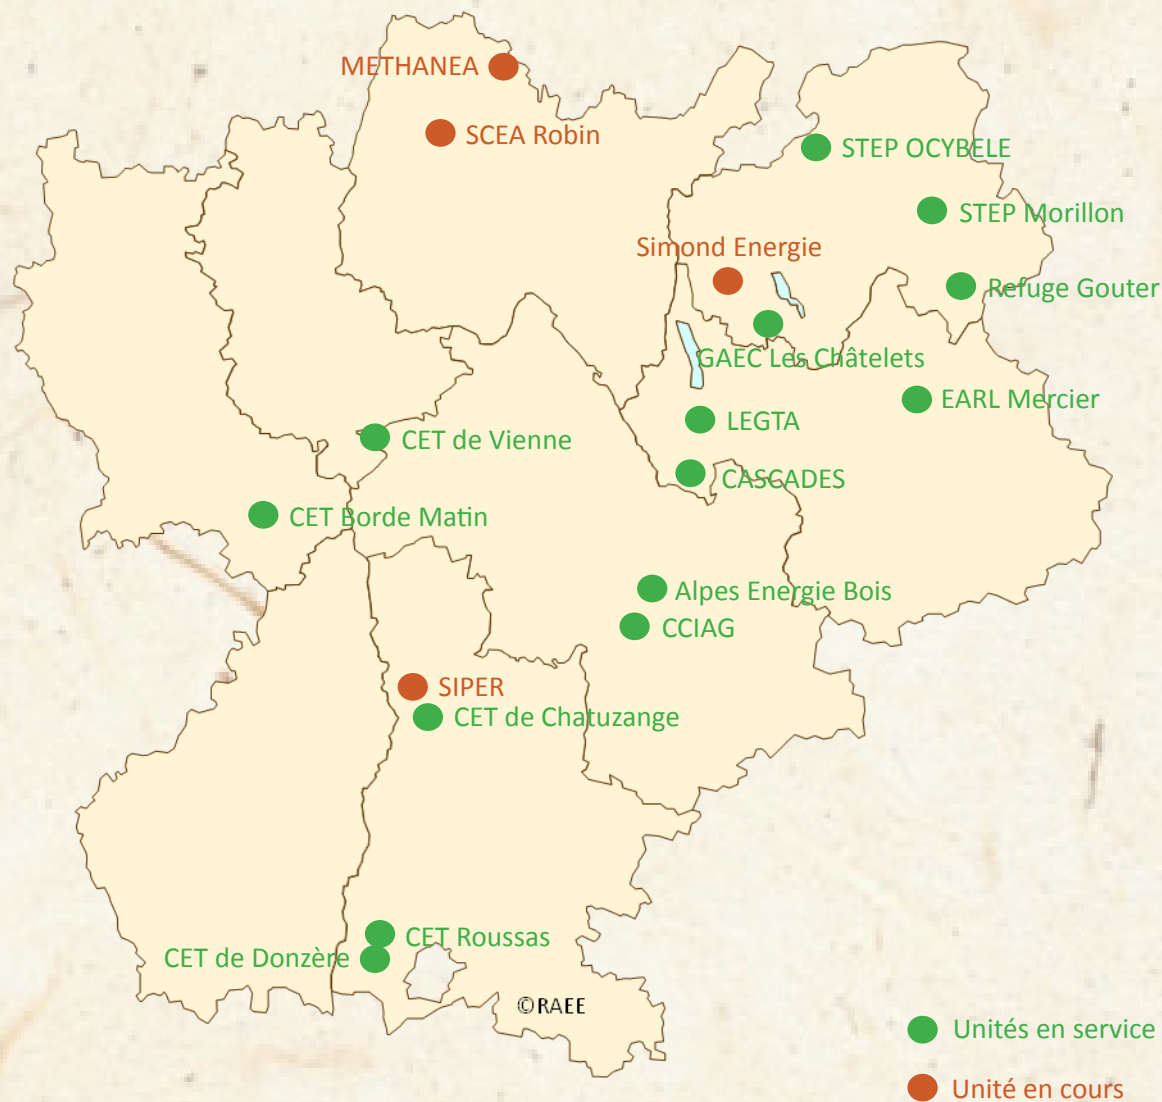 METHANEA
SCEA Robin
STEP OCYBELE
STEP Morillon
Simond Energie
Refuge Gouter
GAEC Les Châtelets
EARL Mercier
LEGTA
CET de Vienne
CASCADES
CET Borde Matin
Alpes Energie Bois
CCIAG
SIPER
CET de Chatuzange
CET Roussas
CET de Donzère
©RAEE
Unités en service
Unité en cours